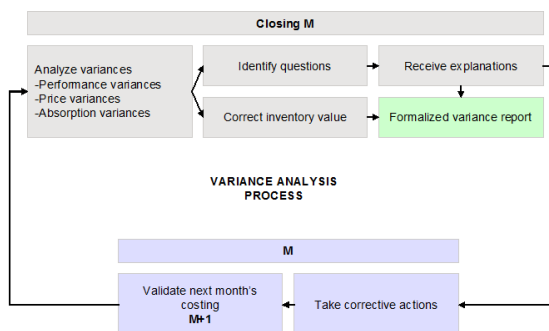 Closing M
Analyze variances
-Performance variances
-Price variances
-Absorption variances
Identify questions
Receive explanations
Correct inventory value
Formalized variance report
VARIANCE ANALYSIS
PROCESS
M
Validate next month's
costing
M+1
Take corrective actions